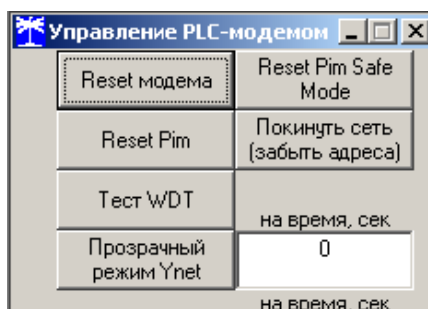 Управление PLC-модемом
Reset модема
Reset Pim Safe
Mode
Reset Pim
Покинуть сеть
(забыть адреса)
Тест WDT
на время, сек
Прозрачный
режим Ynet
0
на время, сек